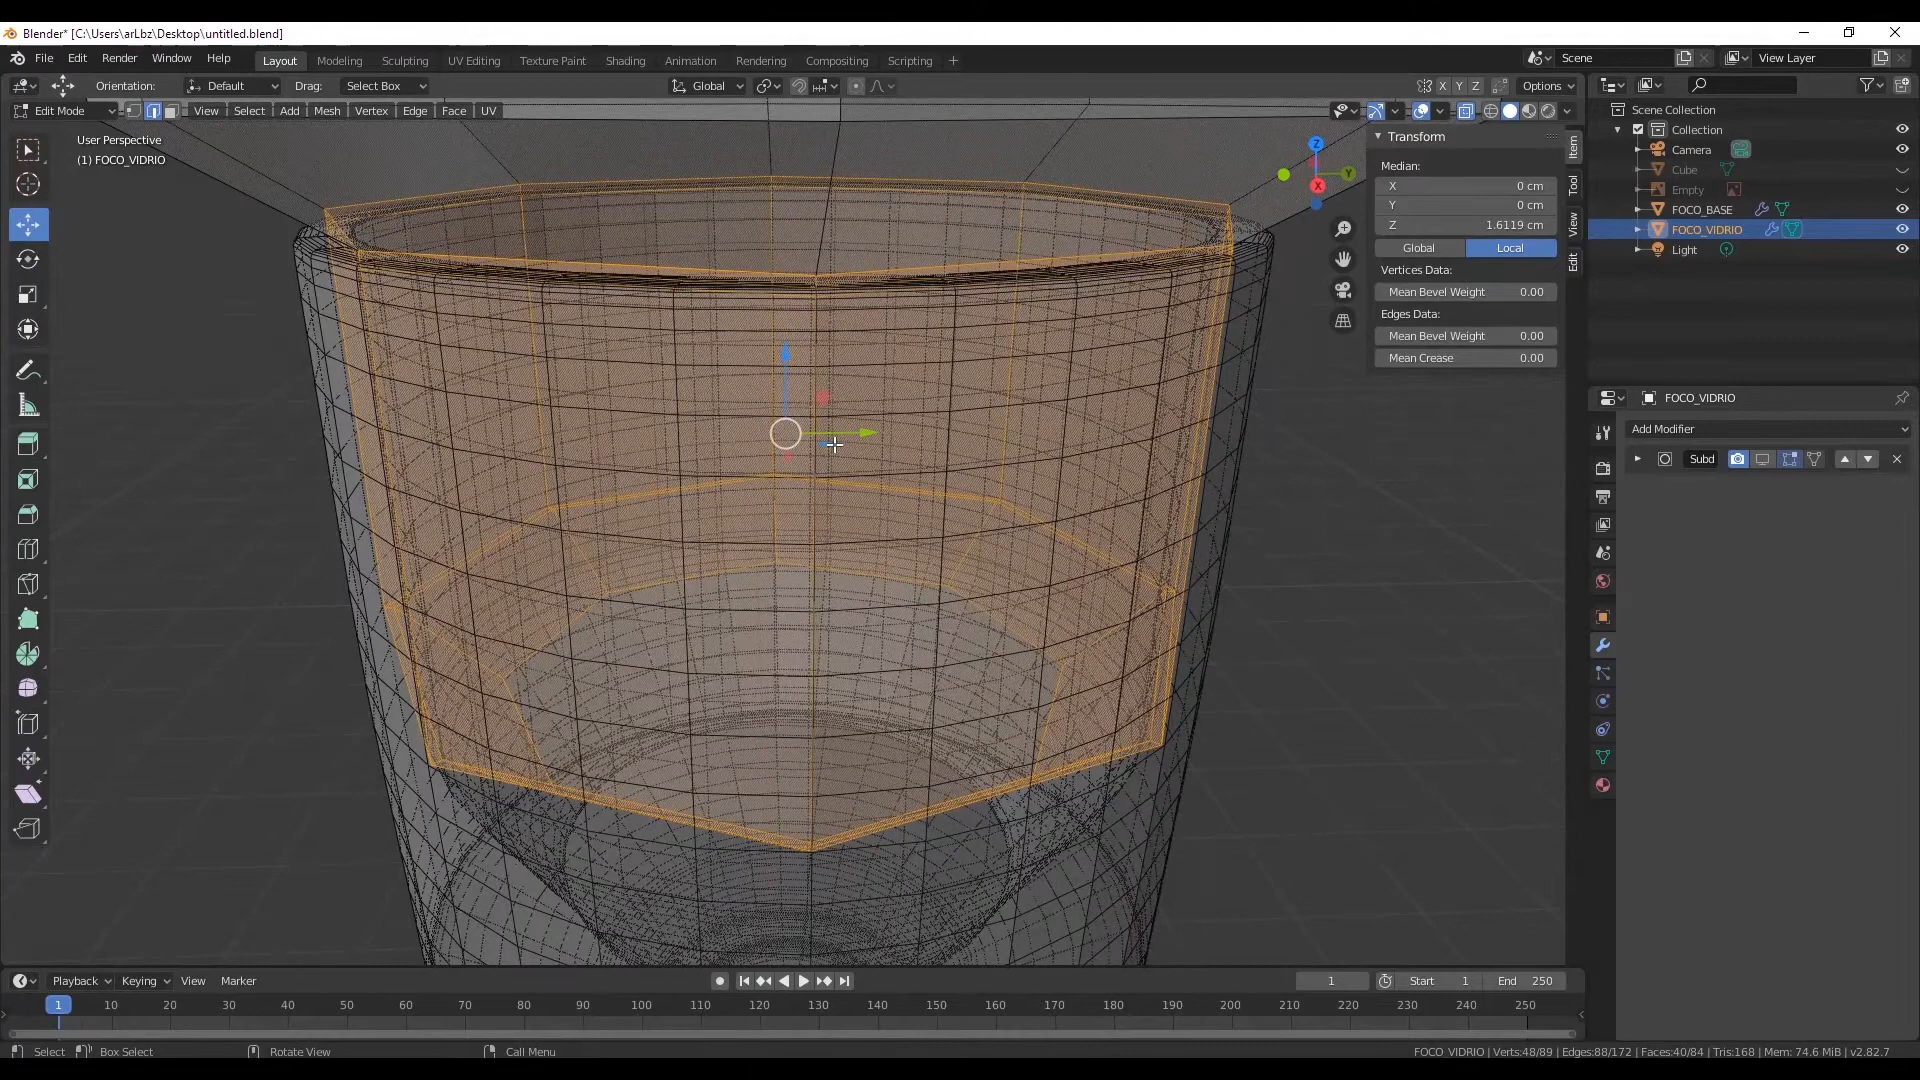 Blender* [C:\Users\arLbz\Desktop\untitled.blend]
File Edit Render Window Help
Layout Modeling Sculpting UV Editing Texture Paint Shading Animation Rendering Compositing Scripting +
Scene
View Layer
Orientation: Default Drag: Select Box
Global
X Y Z
Options
Edit Mode View Select Add Mesh Vertex Edge Face UV
User Perspective
(1) FOCO_VIDRIO
Z
Y
X
Transform
Median:
X 0 cm
Y 0 cm
Z 1.6119 cm
Global Local
Vertices Data:
Mean Bevel Weight 0.00
Edges Data:
Mean Bevel Weight 0.00
Mean Crease 0.00
Item
Tool
View
Edit
Scene Collection
Collection
Camera
Cube
Empty
FOCO_BASE
FOCO_VIDRIO
Light
FOCO_VIDRIO
Add Modifier
Subd
Playback Keying View Marker
1
Start 1
End 250
1 10 20 30 40 50 60 70 80 90 100 110 120 130 140 150 160 170 180 190 200 210 220 230 240 250
Select Box Select Rotate View Call Menu
FOCO_VIDRIO | Verts:48/89 | Edges:88/172 | Faces:40/84 | Tris:168 | Mem: 74.6 MiB | v2.82.7